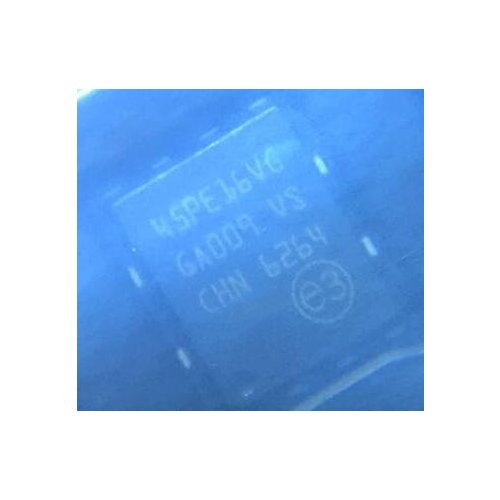 45PE16VG
GA009 VS
CHN 6264
e3